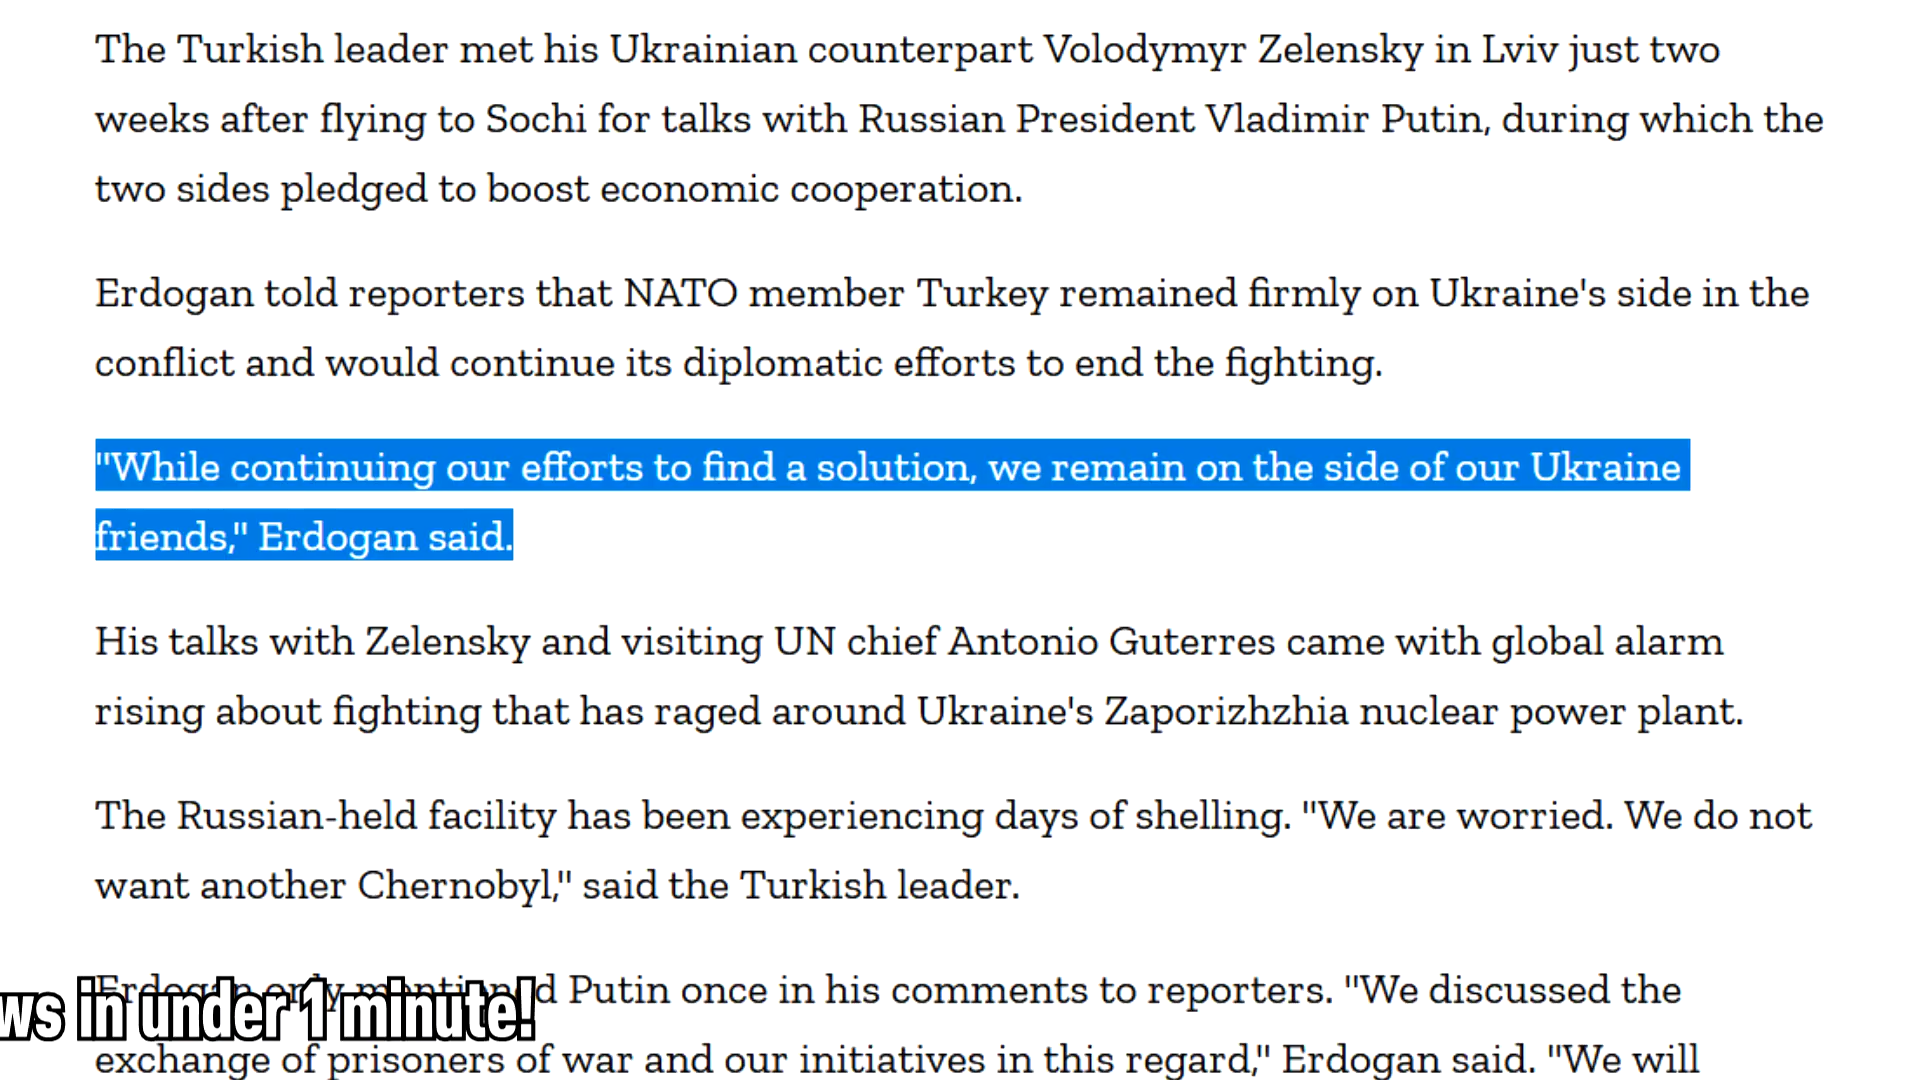 The Turkish leader met his Ukrainian counterpart Volodymyr Zelensky in Lviv just two
weeks after flying to Sochi for talks with Russian President Vladimir Putin, during which the
two sides pledged to boost economic cooperation.
Erdogan told reporters that NATO member Turkey remained firmly on Ukraine's side in the
conflict and would continue its diplomatic efforts to end the fighting.
"While continuing our efforts to find a solution, we remain on the side of our Ukraine
friends," Erdogan said.
His talks with Zelensky and visiting UN chief Antonio Guterres came with global alarm
rising about fighting that has raged around Ukraine's Zaporizhzhia nuclear power plant.
The Russian-held facility has been experiencing days of shelling. "We are worried. We do not
want another Chernobyl," said the Turkish leader.
Erdogan only mentioned Putin once in his comments to reporters. "We discussed the
ws in under 1 minute!
exchange of prisoners of war and our initiatives in this regard," Erdogan said. "We will